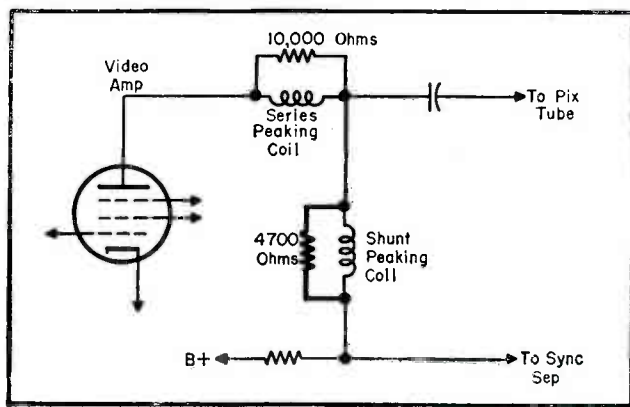 10,000 Ohms
Video
Amp
Series
Peaking
Coil
To Pix
Tube
4700
Ohms
Shunt
Peaking
Coil
B+
To Sync
Sep